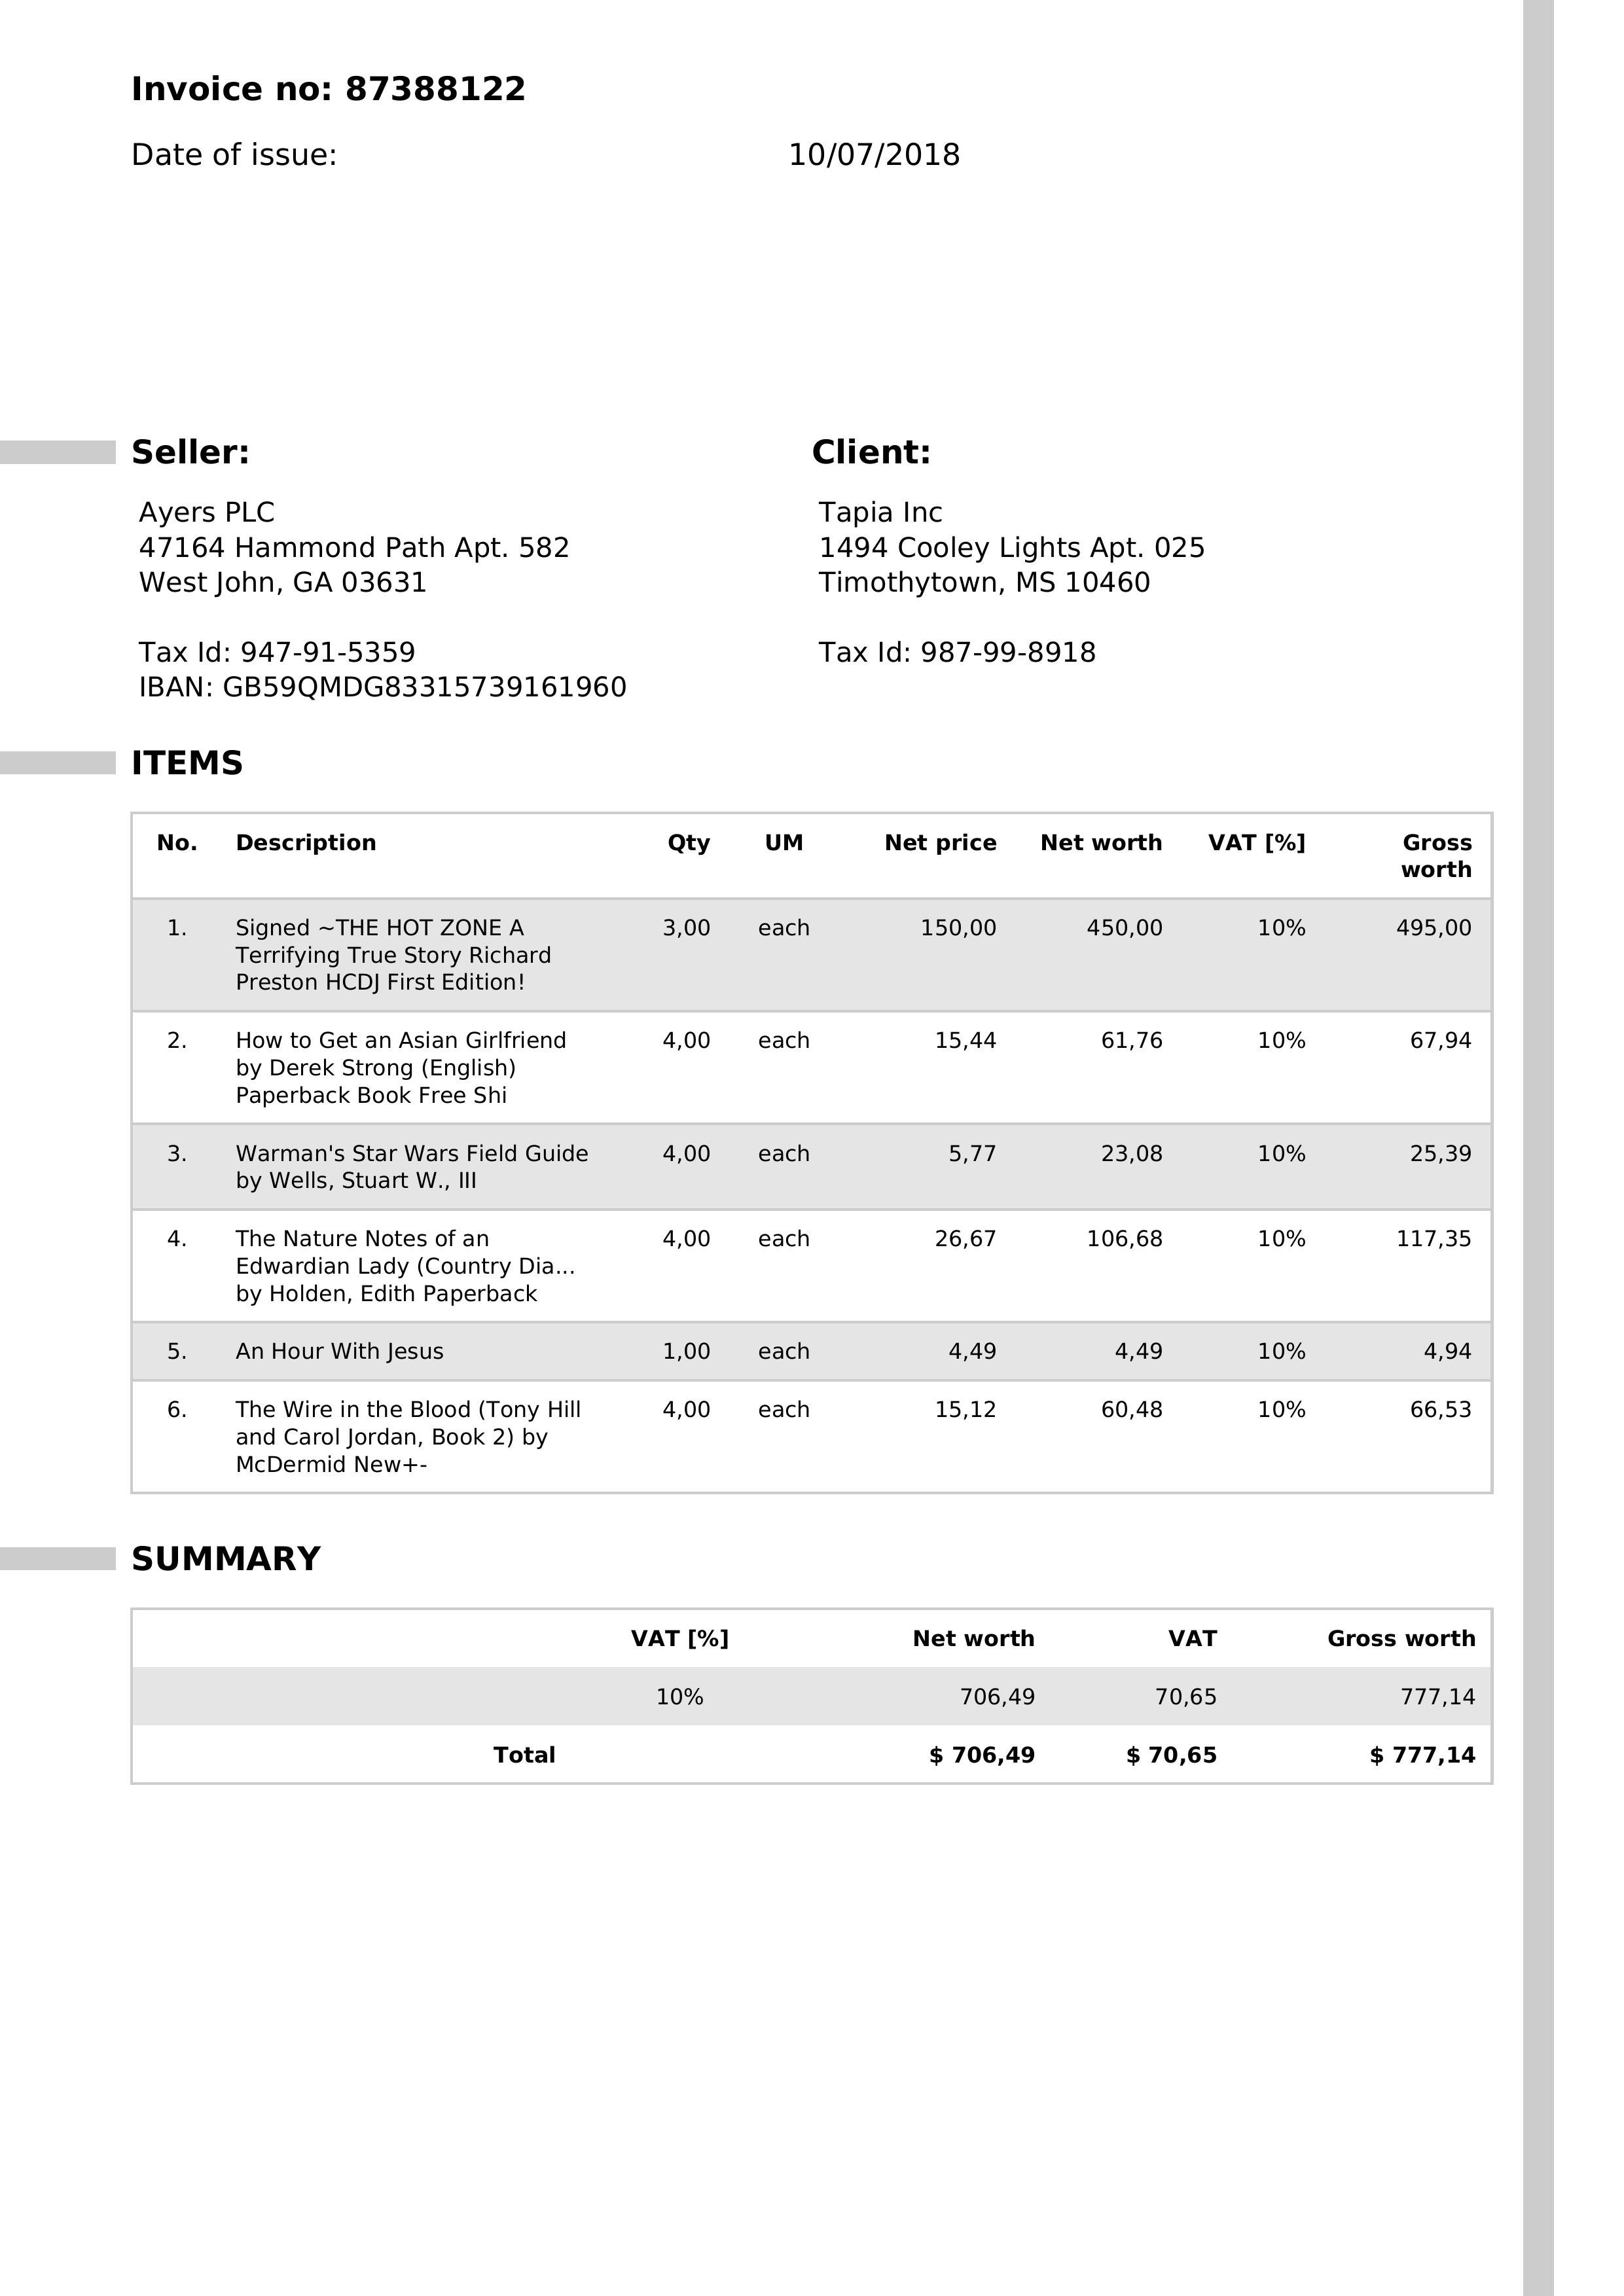 Invoice no: 87388122
Date of issue: 10/07/2018
Seller: Client:
Ayers PLC Tapia Inc
47164 Hammond Path Apt. 582 1494 Cooley Lights Apt. 025
West John, GA 03631 Timothytown, MS 10460
Tax Id: 947-91-5359 Tax Id: 987-99-8918
IBAN: GB59QMDG83315739161960
ITEMS
No. Description Qty UM Net price Net worth VAT [%] Gross
worth
1. Signed ~THE HOT ZONE A 3,00 each 150,00 450,00 10% 495,00
Terrifying True Story Richard
Preston HCDJ First Edition!
2. How to Get an Asian Girlfriend 4,00 each 15,44 61,76 10% 67,94
by Derek Strong (English)
Paperback Book Free Shi
3. Warman's Star Wars Field Guide 4,00 each 5,77 23,08 10% 25,39
by Wells, Stuart W., III
4. The Nature Notes of an 4,00 each 26,67 106,68 10% 117,35
Edwardian Lady (Country Dia...
by Holden, Edith Paperback
5. An Hour With Jesus 1,00 each 4,49 4,49 10% 4,94
6. The Wire in the Blood (Tony Hill 4,00 each 15,12 60,48 10% 66,53
and Carol Jordan, Book 2) by
McDermid New+-
SUMMARY
VAT [%] Net worth VAT Gross worth
10% 706,49 70,65 777,14
Total $ 706,49 $ 70,65 $ 777,14